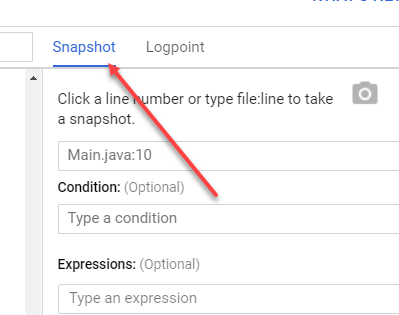 Snapshot Logpoint
Click a line number or type file:line to take
a snapshot.
Main.java:10
Condition: (Optional)
Type a condition
Expressions: (Optional)
Type an expression